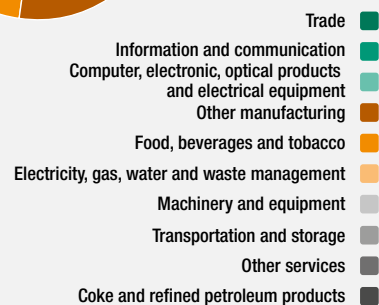 Trade
Information and communication
Computer, electronic, optical products
and electrical equipment
Other manufacturing
Food, beverages and tobacco
Electricity, gas, water and waste management
Machinery and equipment
Transportation and storage
Other services
Coke and refined petroleum products